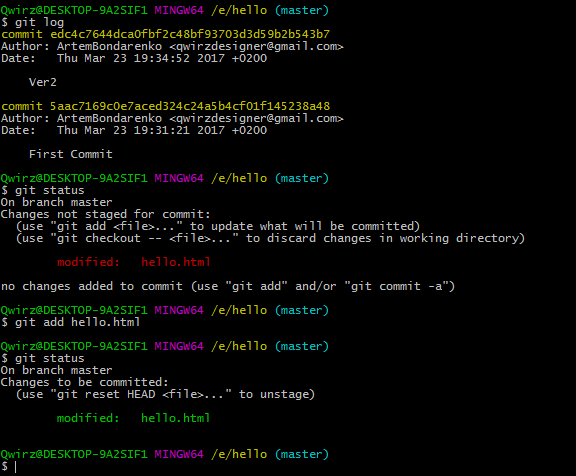 Qwirz@DESKTOP-9A2SIF1 MINGW64 /e/hello (master)
$ git log
commit edc4c7644dca0fbf2c48bf93703d3d59b2b543b7
Author: ArtemBondarenko <qwirzdesigner@gmail.com>
Date:   Thu Mar 23 19:34:52 2017 +0200

    Ver2

commit 5aac7169c0e7aced324c24a5b4cf01f145238a48
Author: ArtemBondarenko <qwirzdesigner@gmail.com>
Date:   Thu Mar 23 19:31:21 2017 +0200

    First Commit

Qwirz@DESKTOP-9A2SIF1 MINGW64 /e/hello (master)
$ git status
On branch master
Changes not staged for commit:
  (use "git add <file>..." to update what will be committed)
  (use "git checkout -- <file>..." to discard changes in working directory)

        modified:   hello.html

no changes added to commit (use "git add" and/or "git commit -a")

Qwirz@DESKTOP-9A2SIF1 MINGW64 /e/hello (master)
$ git add hello.html

Qwirz@DESKTOP-9A2SIF1 MINGW64 /e/hello (master)
$ git status
On branch master
Changes to be committed:
  (use "git reset HEAD <file>..." to unstage)

        modified:   hello.html


Qwirz@DESKTOP-9A2SIF1 MINGW64 /e/hello (master)
$